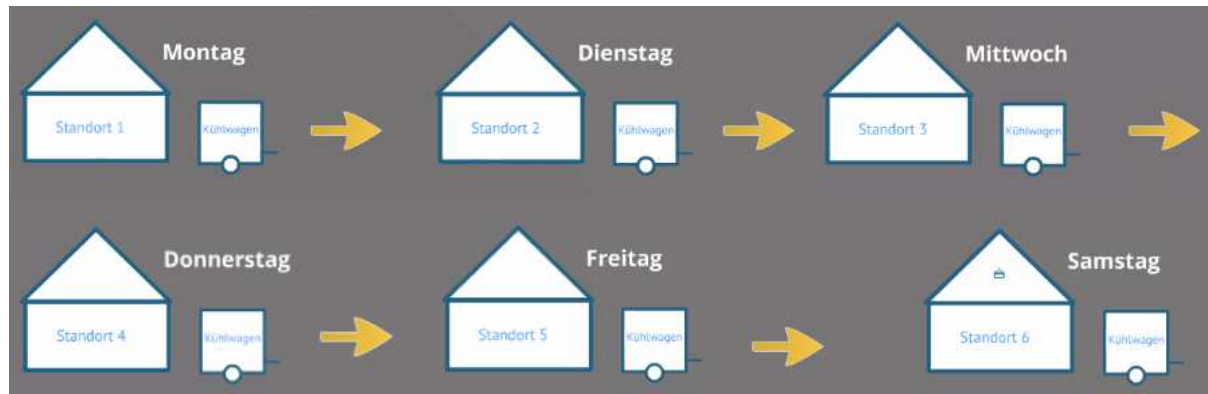 Montag
Dienstag
Mittwoch
Standort 1
Kühlwagen
Standort 2
Kühlwagen
Standort 3
Kühlwagen
Donnerstag
Freitag
Samstag
Standort 4
Kühlwagen
Standort 5
Kühlwagen
Standort 6
Kühlwagen